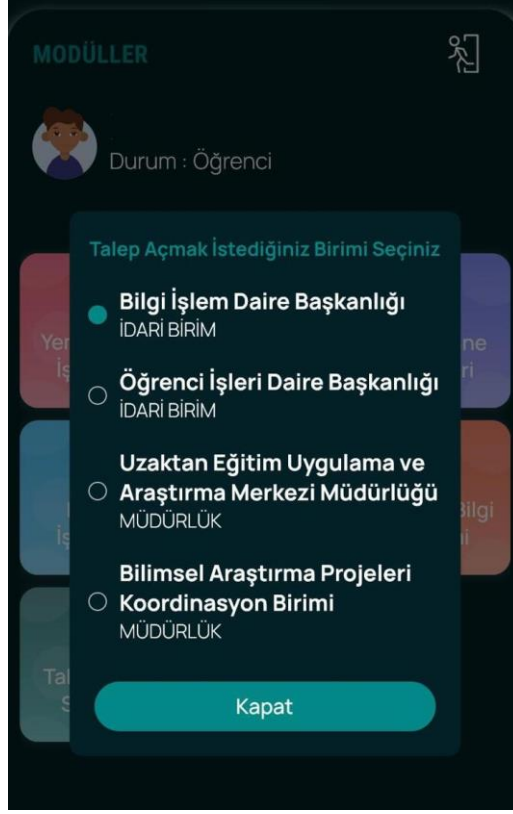 MODÜLLER
Durum : Öğrenci
Talep Açmak İstediğiniz Birimi Seçiniz
Bilgi İşlem Daire Başkanlığı
İDARİ BİRİM
Öğrenci İşleri Daire Başkanlığı
İDARİ BİRİM
Uzaktan Eğitim Uygulama ve
Araştırma Merkezi Müdürlüğü
MÜDÜRLÜK
Bilimsel Araştırma Projeleri
Koordinasyon Birimi
MÜDÜRLÜK
Kapat